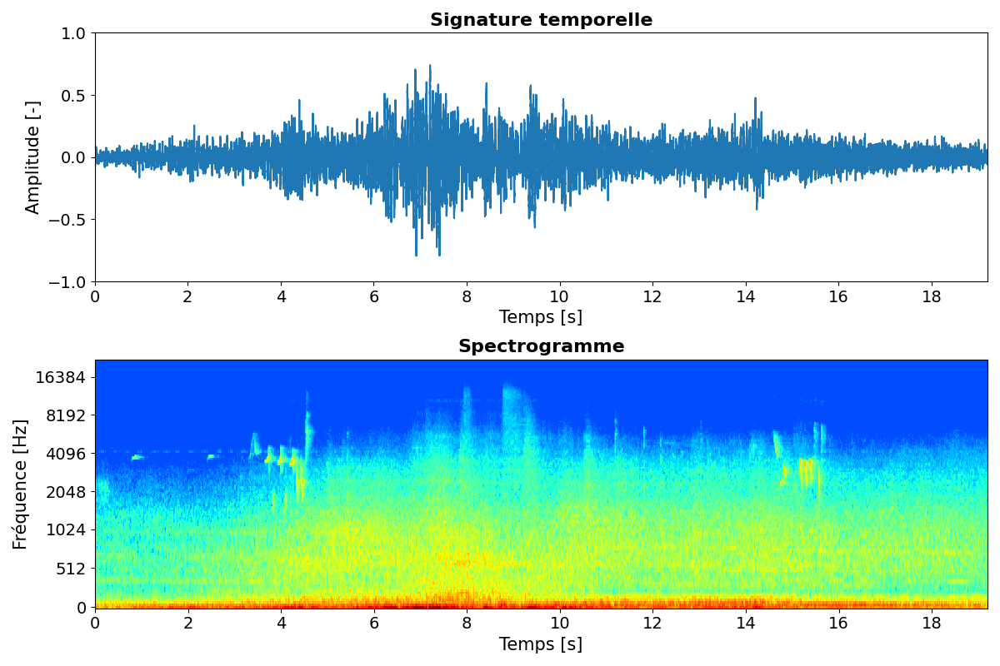 Signature temporelle
1.0
0.5
0.0
−0.5
−1.0
Amplitude [-]
0 2 4 6 8 10 12 14 16 18
Temps [s]
Spectrogramme
16384
8192
4096
2048
1024
512
0
Fréquence [Hz]
0 2 4 6 8 10 12 14 16 18
Temps [s]